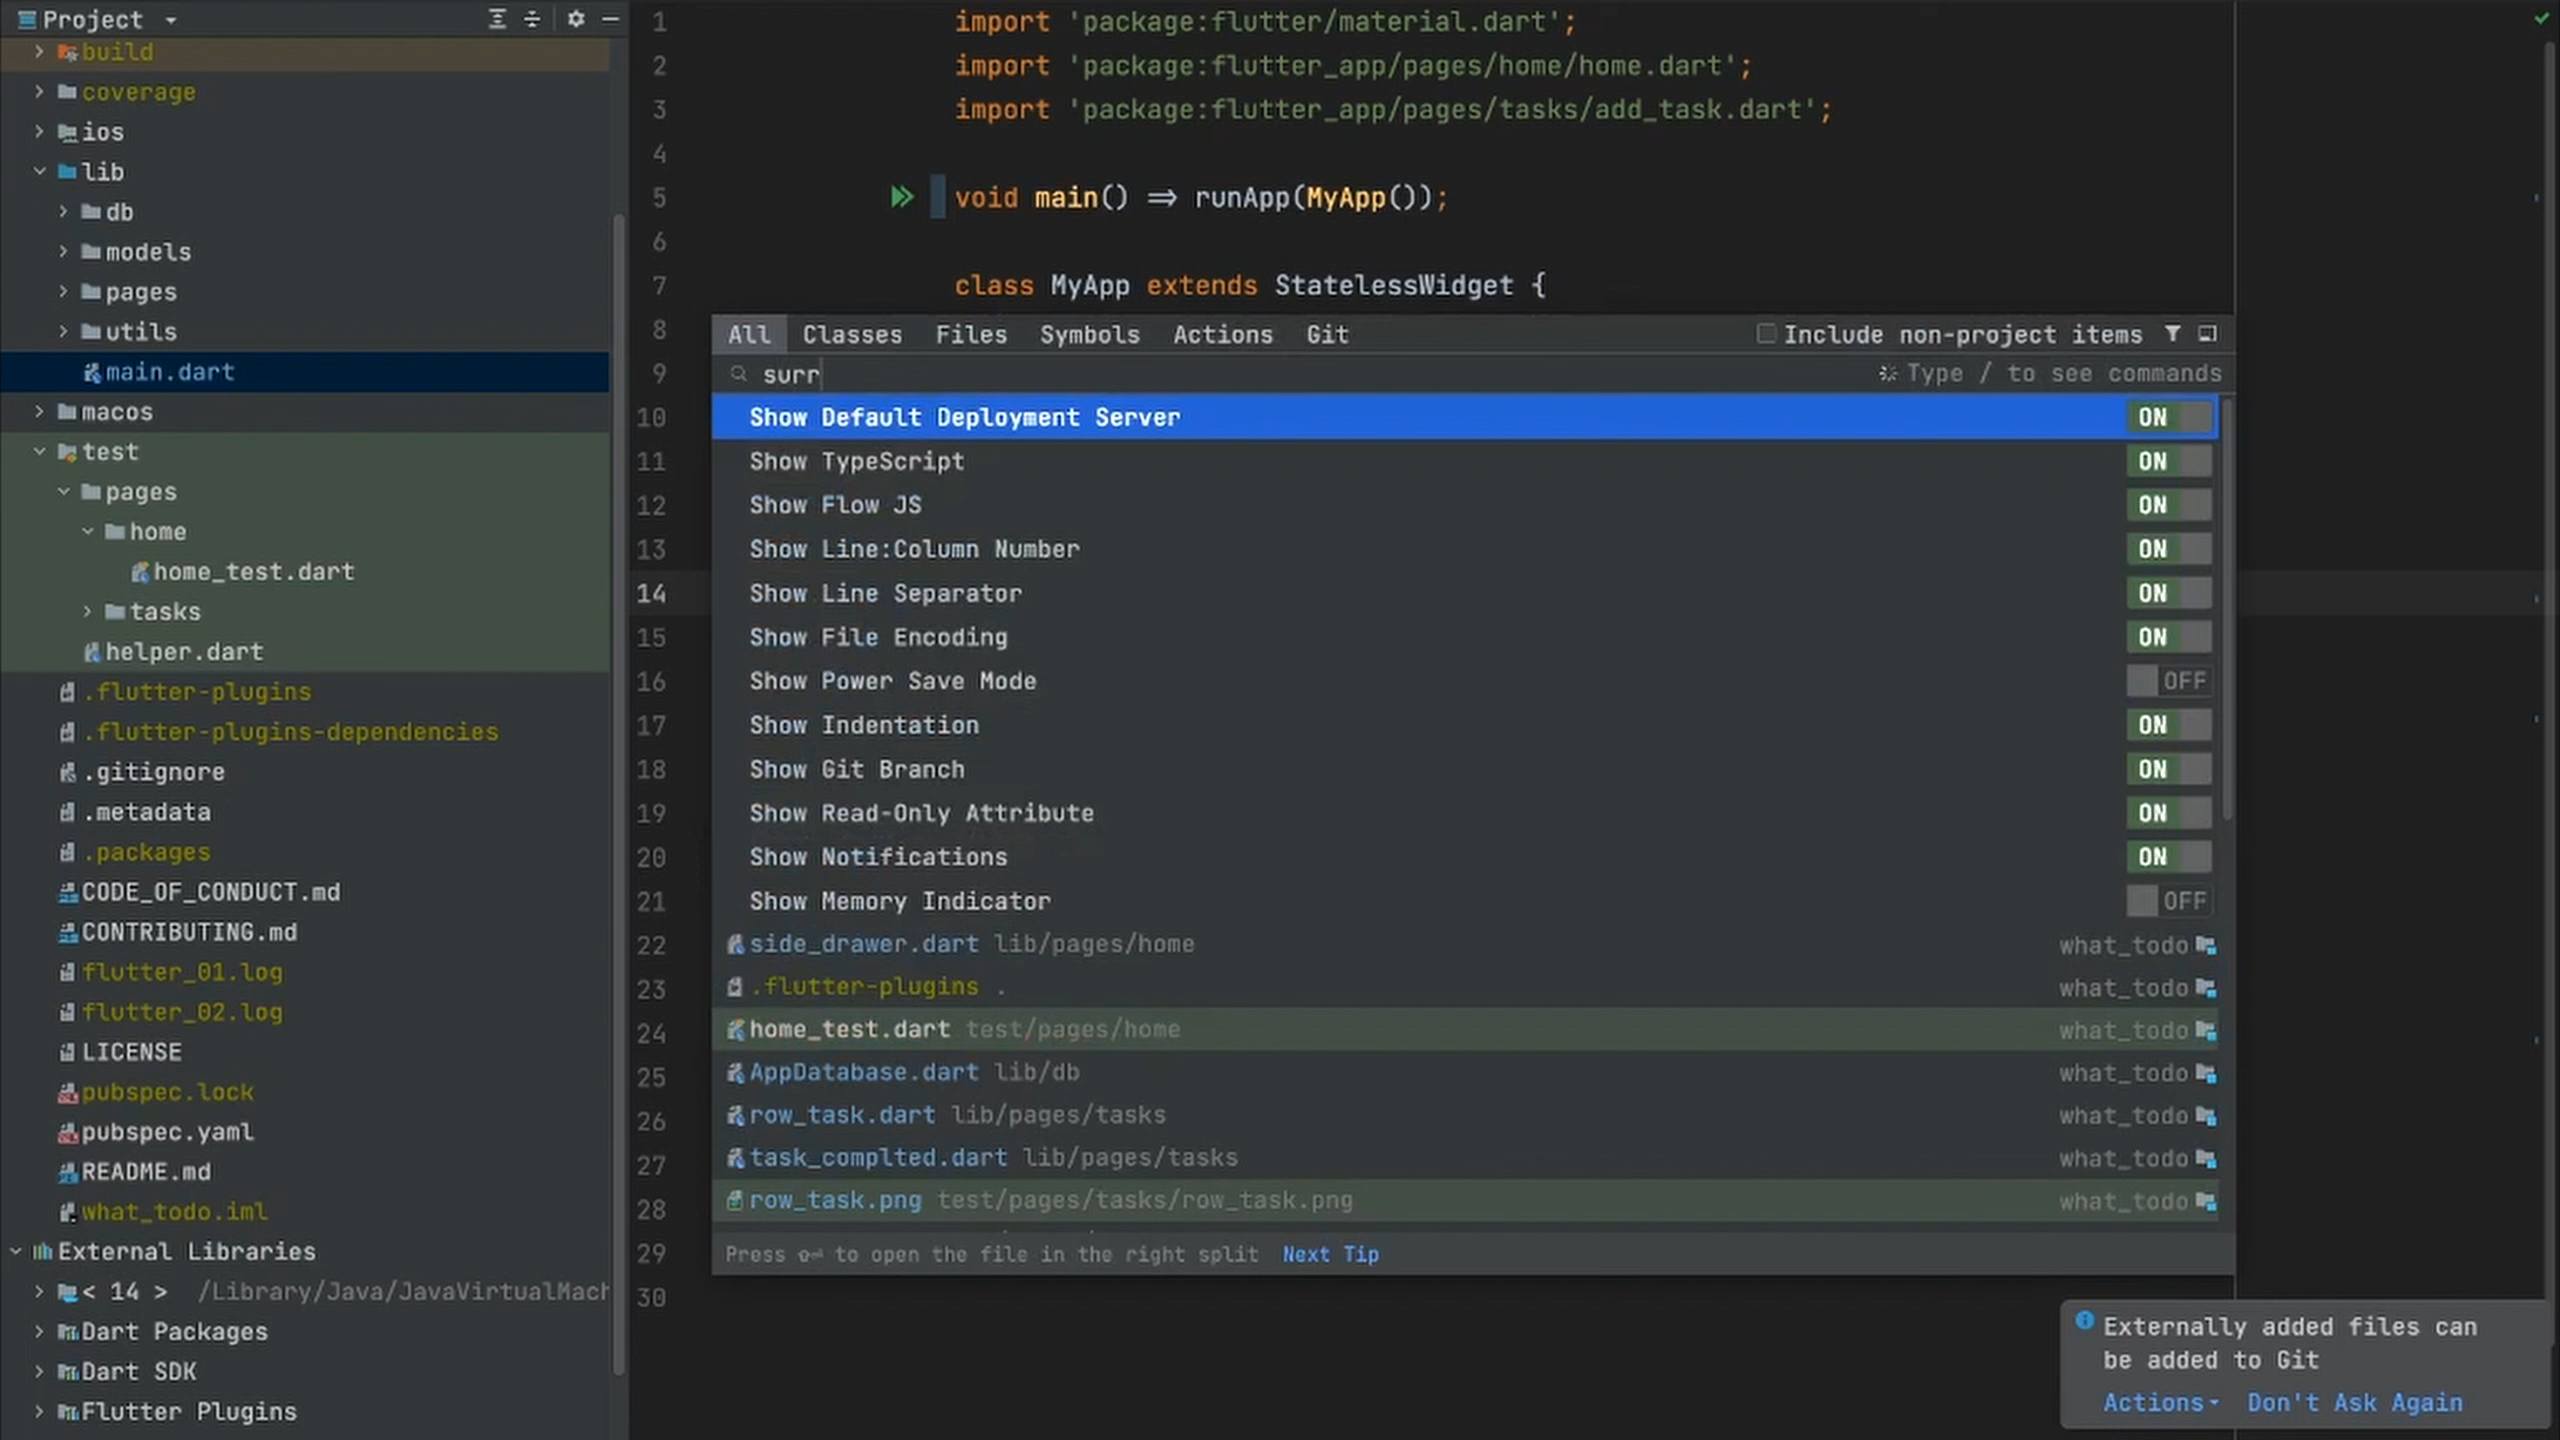 Project
build
coverage
ios
lib
db
models
pages
utils
main.dart
macos
test
pages
home
home_test.dart
tasks
helper.dart
.flutter-plugins
.flutter-plugins-dependencies
.gitignore
.metadata
.packages
CODE_OF_CONDUCT.md
CONTRIBUTING.md
flutter_01.log
flutter_02.log
LICENSE
pubspec.lock
pubspec.yaml
README.md
what_todo.iml
External Libraries
< 14 > /Library/Java/JavaVirtualMach
Dart Packages
Dart SDK
Flutter Plugins
1 import 'package:flutter/material.dart';
2 import 'package:flutter_app/pages/home/home.dart';
3 import 'package:flutter_app/pages/tasks/add_task.dart';
4
5 void main() => runApp(MyApp());
6
7 class MyApp extends StatelessWidget {
8
9
10
11
12
13
14
15
16
17
18
19
20
21
22
23
24
25
26
27
28
29
30
All Classes Files Symbols Actions Git Include non-project items
surr Type / to see commands
Show Default Deployment Server ON
Show TypeScript ON
Show Flow JS ON
Show Line:Column Number ON
Show Line Separator ON
Show File Encoding ON
Show Power Save Mode OFF
Show Indentation ON
Show Git Branch ON
Show Read-Only Attribute ON
Show Notifications ON
Show Memory Indicator OFF
side_drawer.dart lib/pages/home what_todo
.flutter-plugins . what_todo
home_test.dart test/pages/home what_todo
AppDatabase.dart lib/db what_todo
row_task.dart lib/pages/tasks what_todo
task_complted.dart lib/pages/tasks what_todo
row_task.png test/pages/tasks/row_task.png what_todo
Press ⇧⏎ to open the file in the right split Next Tip
Externally added files can
be added to Git
Actions Don't Ask Again